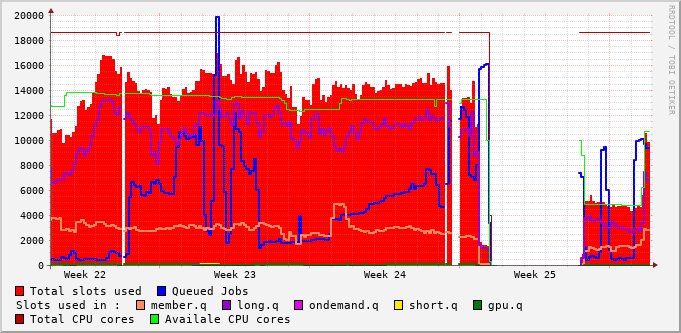 20000
18000
16000
14000
12000
10000
8000
6000
4000
2000
0
Week 22 Week 23 Week 24 Week 25
RRDTOOL / TOBI OETIKER
Total slots used Queued Jobs
Slots used in : member.q long.q ondemand.q short.q gpu.q
Total CPU cores Availale CPU cores